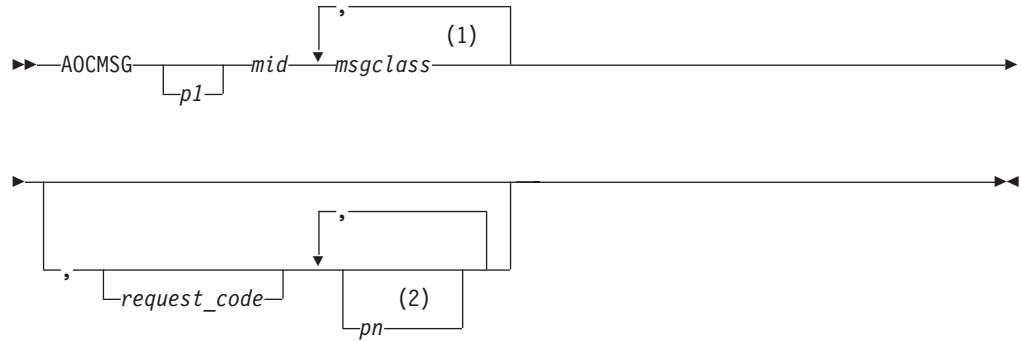 ,
(1)
AOCMSG mid msgclass
p1
,
,
request_code (2)
pn